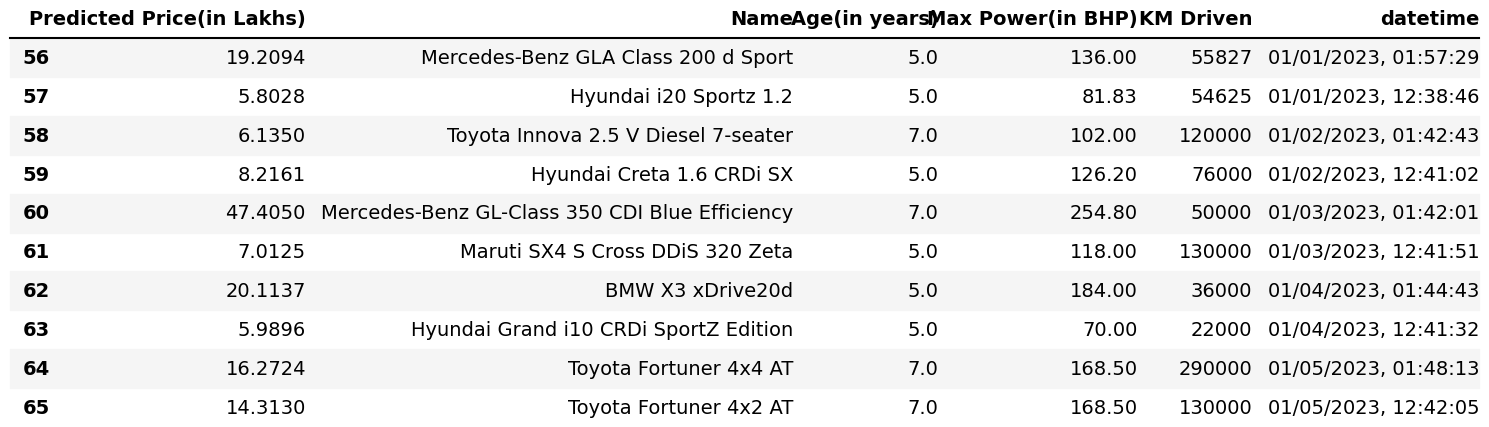 Predicted Price(in Lakhs) Name Age(in years) Max Power(in BHP) KM Driven datetime
56 19.2094 Mercedes-Benz GLA Class 200 d Sport 5.0 136.00 55827 01/01/2023, 01:57:29
57 5.8028 Hyundai i20 Sportz 1.2 5.0 81.83 54625 01/01/2023, 12:38:46
58 6.1350 Toyota Innova 2.5 V Diesel 7-seater 7.0 102.00 120000 01/02/2023, 01:42:43
59 8.2161 Hyundai Creta 1.6 CRDi SX 5.0 126.20 76000 01/02/2023, 12:41:02
60 47.4050 Mercedes-Benz GL-Class 350 CDI Blue Efficiency 7.0 254.80 50000 01/03/2023, 01:42:01
61 7.0125 Maruti SX4 S Cross DDiS 320 Zeta 5.0 118.00 130000 01/03/2023, 12:41:51
62 20.1137 BMW X3 xDrive20d 5.0 184.00 36000 01/04/2023, 01:44:43
63 5.9896 Hyundai Grand i10 CRDi SportZ Edition 5.0 70.00 22000 01/04/2023, 12:41:32
64 16.2724 Toyota Fortuner 4x4 AT 7.0 168.50 290000 01/05/2023, 01:48:13
65 14.3130 Toyota Fortuner 4x2 AT 7.0 168.50 130000 01/05/2023, 12:42:05